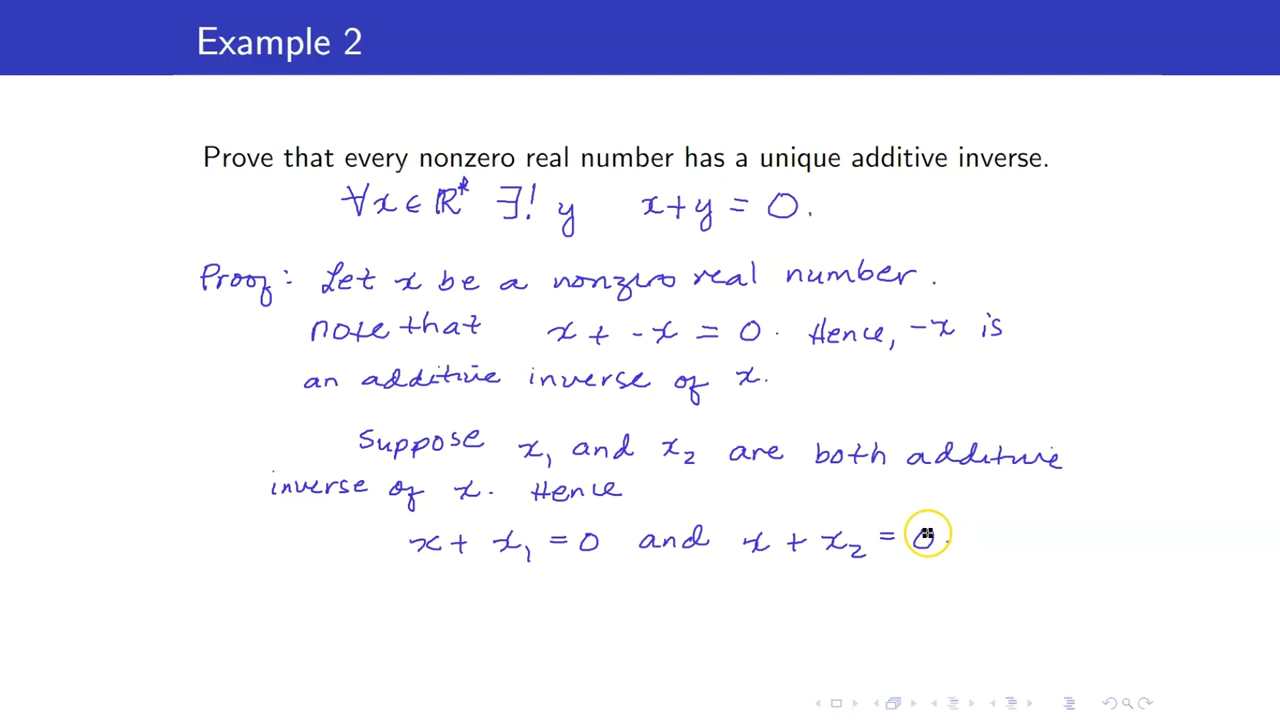 Example 2
Prove that every nonzero real number has a unique additive inverse.
∀x ∈ ℝ* ∃! y x + y = 0.
Proof: Let x be a nonzero real number.
note that x + -x = 0. Hence, -x is
an additive inverse of x.
Suppose x₁ and x₂ are both additive
inverse of x. Hence
x + x₁ = 0 and x + x₂ = 0.